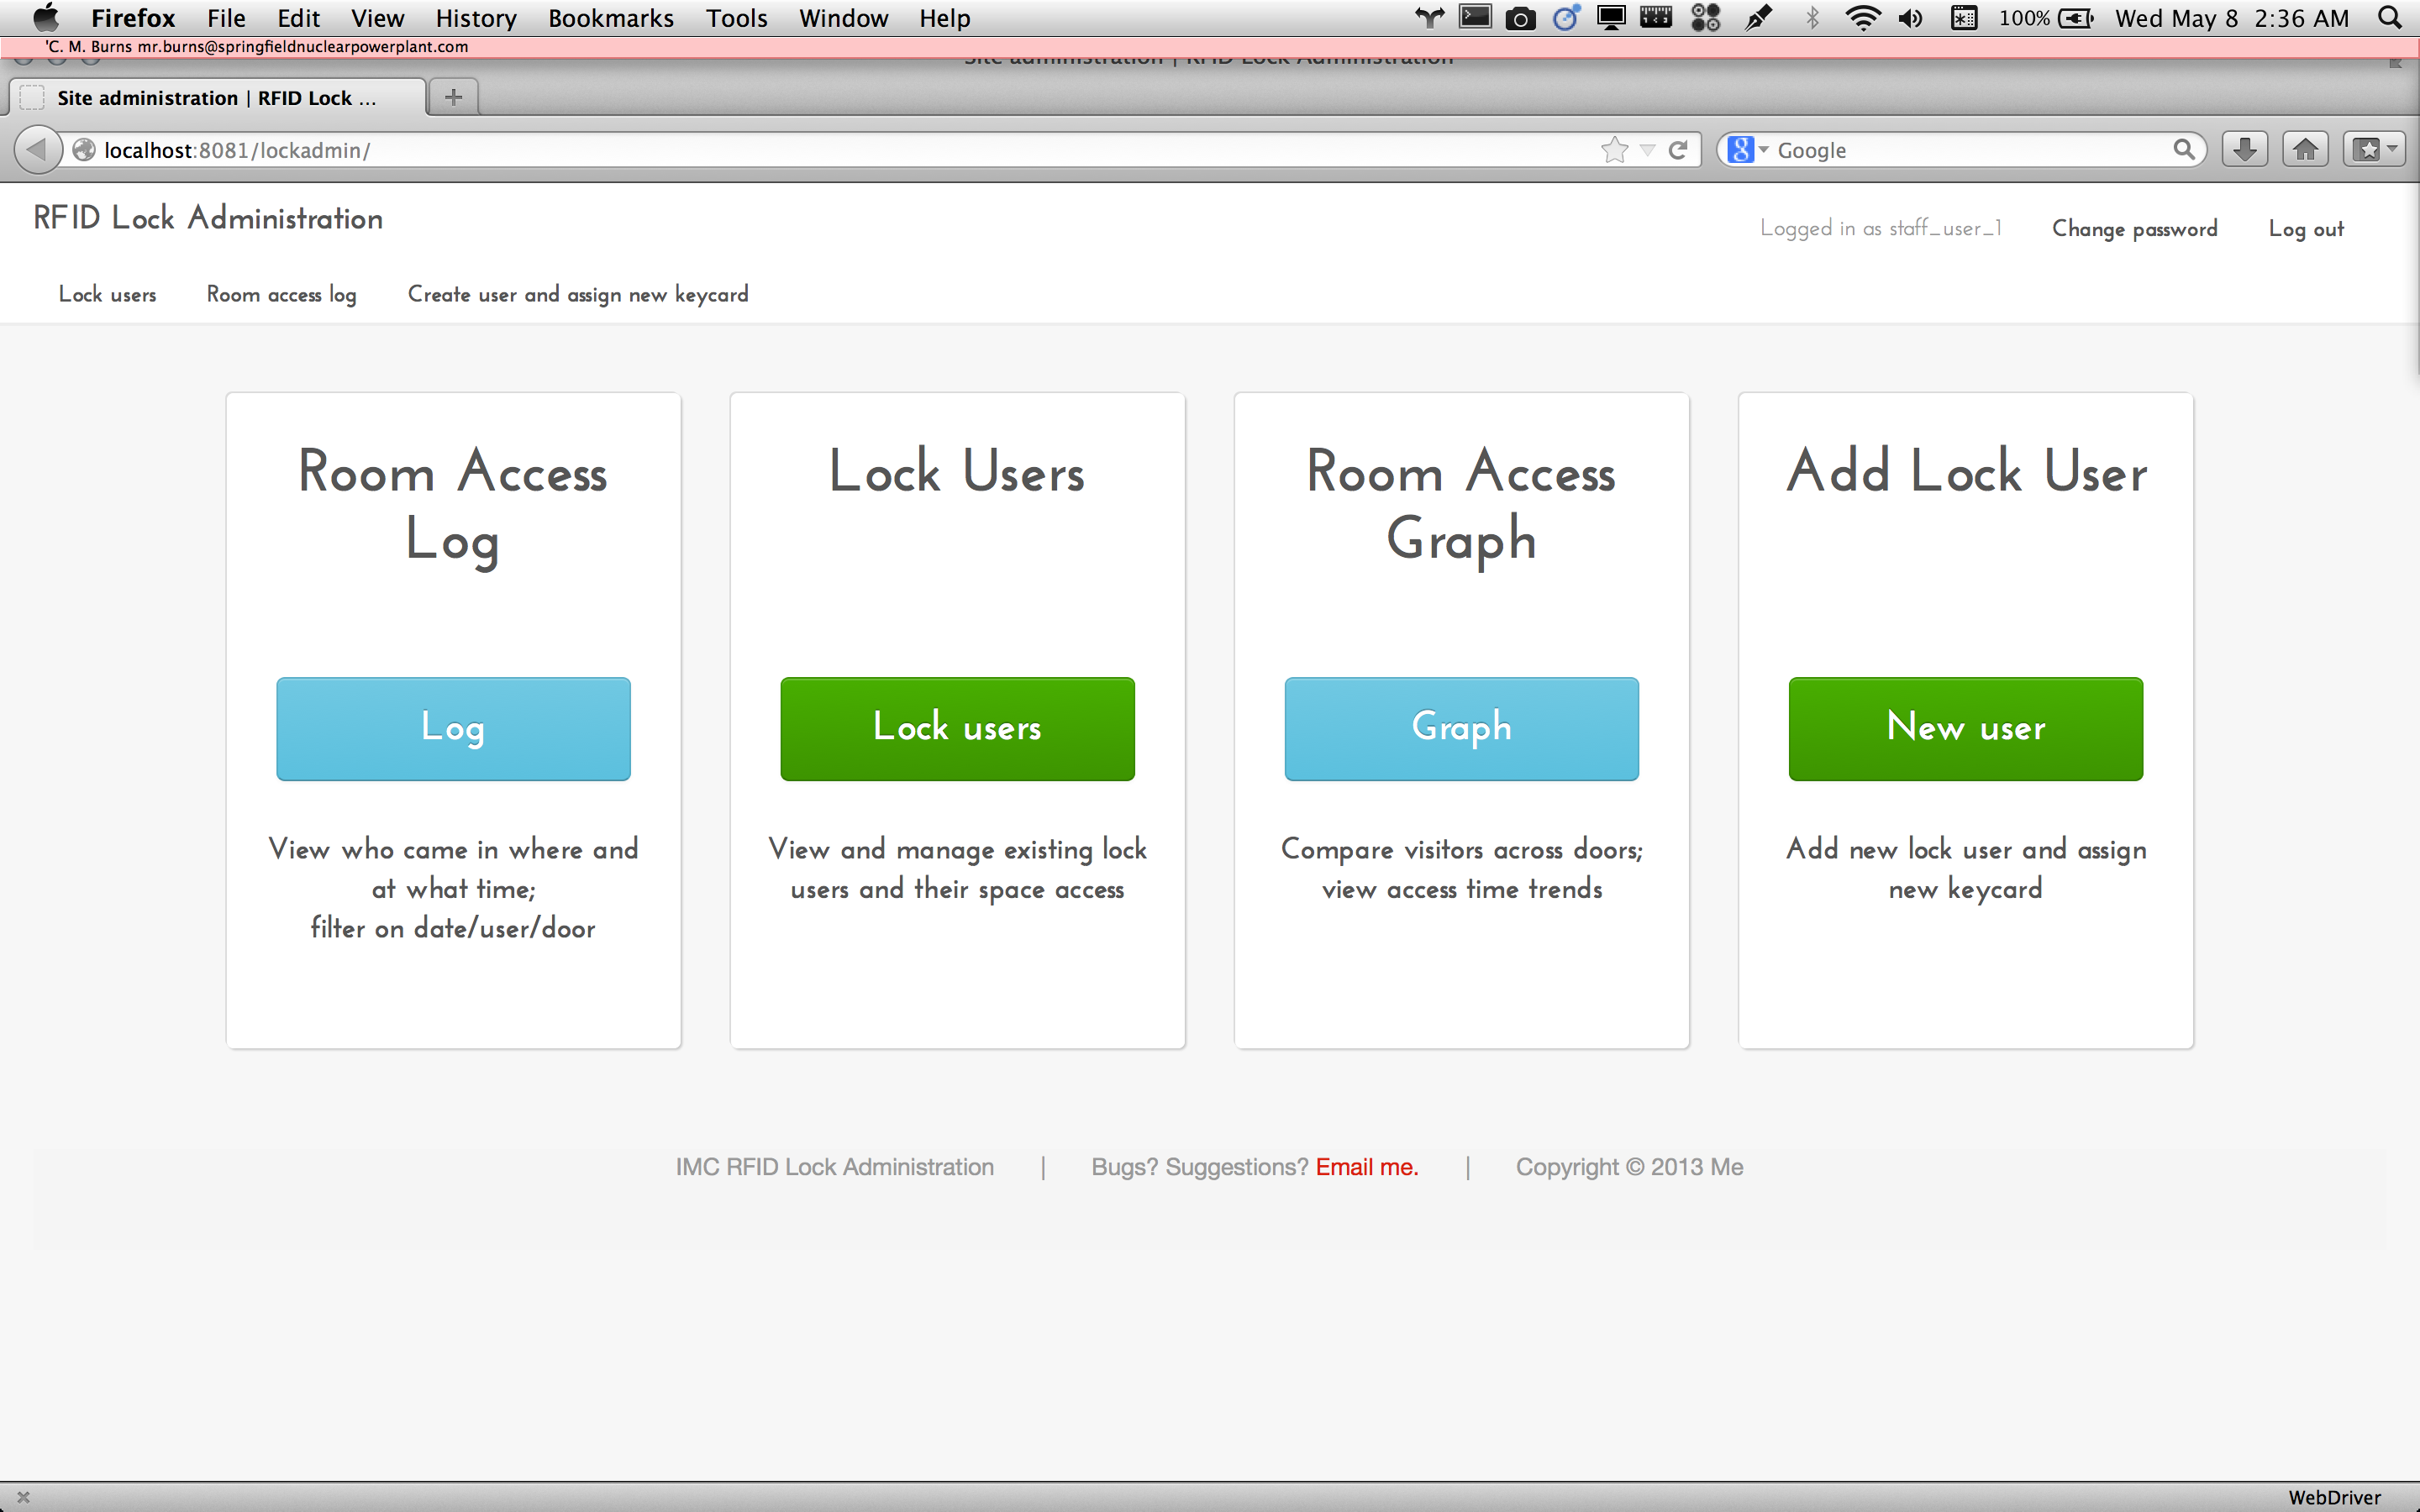 Firefox File Edit View History Bookmarks Tools Window Help 100% Wed May 8 2:36 AM
'C. M. Burns mr.burns@springfieldnuclearpowerplant.com
Site administration | RFID Lock Administration
Site administration | RFID Lock ...
localhost:8081/lockadmin/ Google
RFID Lock Administration
Logged in as staff_user_1 Change password Log out
Lock users Room access log Create user and assign new keycard
Room Access
Log
Log
View who came in where and
at what time;
filter on date/user/door
Lock Users
Lock users
View and manage existing lock
users and their space access
Room Access
Graph
Graph
Compare visitors across doors;
view access time trends
Add Lock User
New user
Add new lock user and assign
new keycard
IMC RFID Lock Administration | Bugs? Suggestions? Email me. | Copyright © 2013 Me
WebDriver